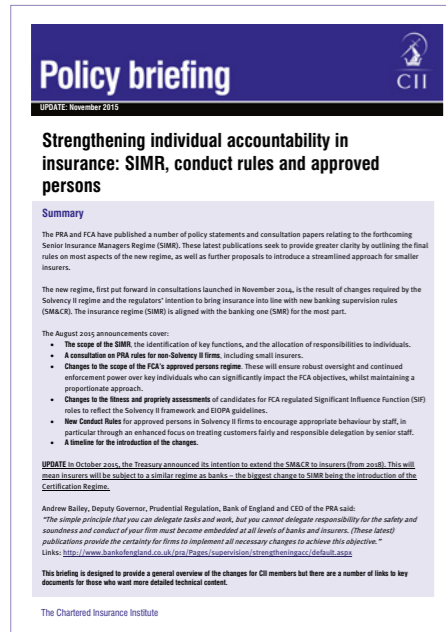 Policy briefing
CII
UPDATE: November 2015
Strengthening individual accountability in
insurance: SIMR, conduct rules and approved
persons
Summary
The PRA and FCA have published a number of policy statements and consultation papers relating to the forthcoming
Senior Insurance Managers Regime (SIMR). These latest publications seek to provide greater clarity by outlining the final
rules on most aspects of the new regime, as well as further proposals to introduce a streamlined approach for smaller
insurers.
The new regime, first put forward in consultations launched in November 2014, is the result of changes required by the
Solvency II regime and the regulators' intention to bring insurance into line with new banking supervision rules
(SM&CR). The insurance regime (SIMR) is aligned with the banking one (SMR) for the most part.
The August 2015 announcements cover:
• The scope of the SIMR, the identification of key functions, and the allocation of responsibilities to individuals.
• A consultation on PRA rules for non-Solvency II firms, including small insurers.
• Changes to the scope of the FCA's approved persons regime. These will ensure robust oversight and continued
enforcement power over key individuals who can significantly impact the FCA objectives, whilst maintaining a
proportionate approach.
• Changes to the fitness and propriety assessments of candidates for FCA regulated Significant Influence Function (SIF)
roles to reflect the Solvency II framework and EIOPA guidelines.
• New Conduct Rules for approved persons in Solvency II firms to encourage appropriate behaviour by staff, in
particular through an enhanced focus on treating customers fairly and responsible delegation by senior staff.
• A timeline for the introduction of the changes.
UPDATE In October 2015, the Treasury announced its intention to extend the SM&CR to insurers (from 2018). This will
mean insurers will be subject to a similar regime as banks – the biggest change to SIMR being the introduction of the
Certification Regime.
Andrew Bailey, Deputy Governor, Prudential Regulation, Bank of England and CEO of the PRA said:
"The simple principle that you can delegate tasks and work, but you cannot delegate responsibility for the safety and
soundness and conduct of your firm must become embedded at all levels of banks and insurers. (These latest)
publications provide the certainty for firms to implement all necessary changes to achieve this objective."
Links: http://www.bankofengland.co.uk/pra/Pages/supervision/strengtheningacc/default.aspx
This briefing is designed to provide a general overview of the changes for CII members but there are a number of links to key
documents for those who want more detailed technical content.
The Chartered Insurance Institute